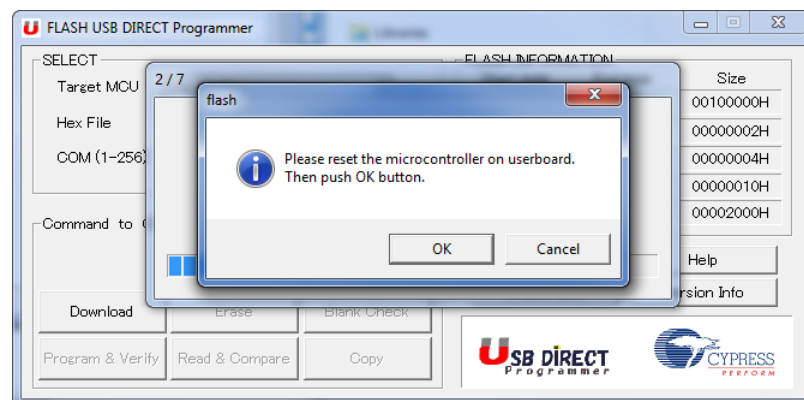 FLASH USB DIRECT Programmer
SELECT
Target MCU
Hex File
COM (1-256)
Command to
2 / 7
flash
Please reset the microcontroller on userboard.
Then push OK button.
OK
Cancel
FLASH INFORMATION
Size
00100000H
00000002H
00000004H
00000010H
00002000H
Help
Version Info
Download
Erase
Blank Check
Program & Verify
Read & Compare
Copy
USB DIRECT
Programmer
CYPRESS
PERFORM